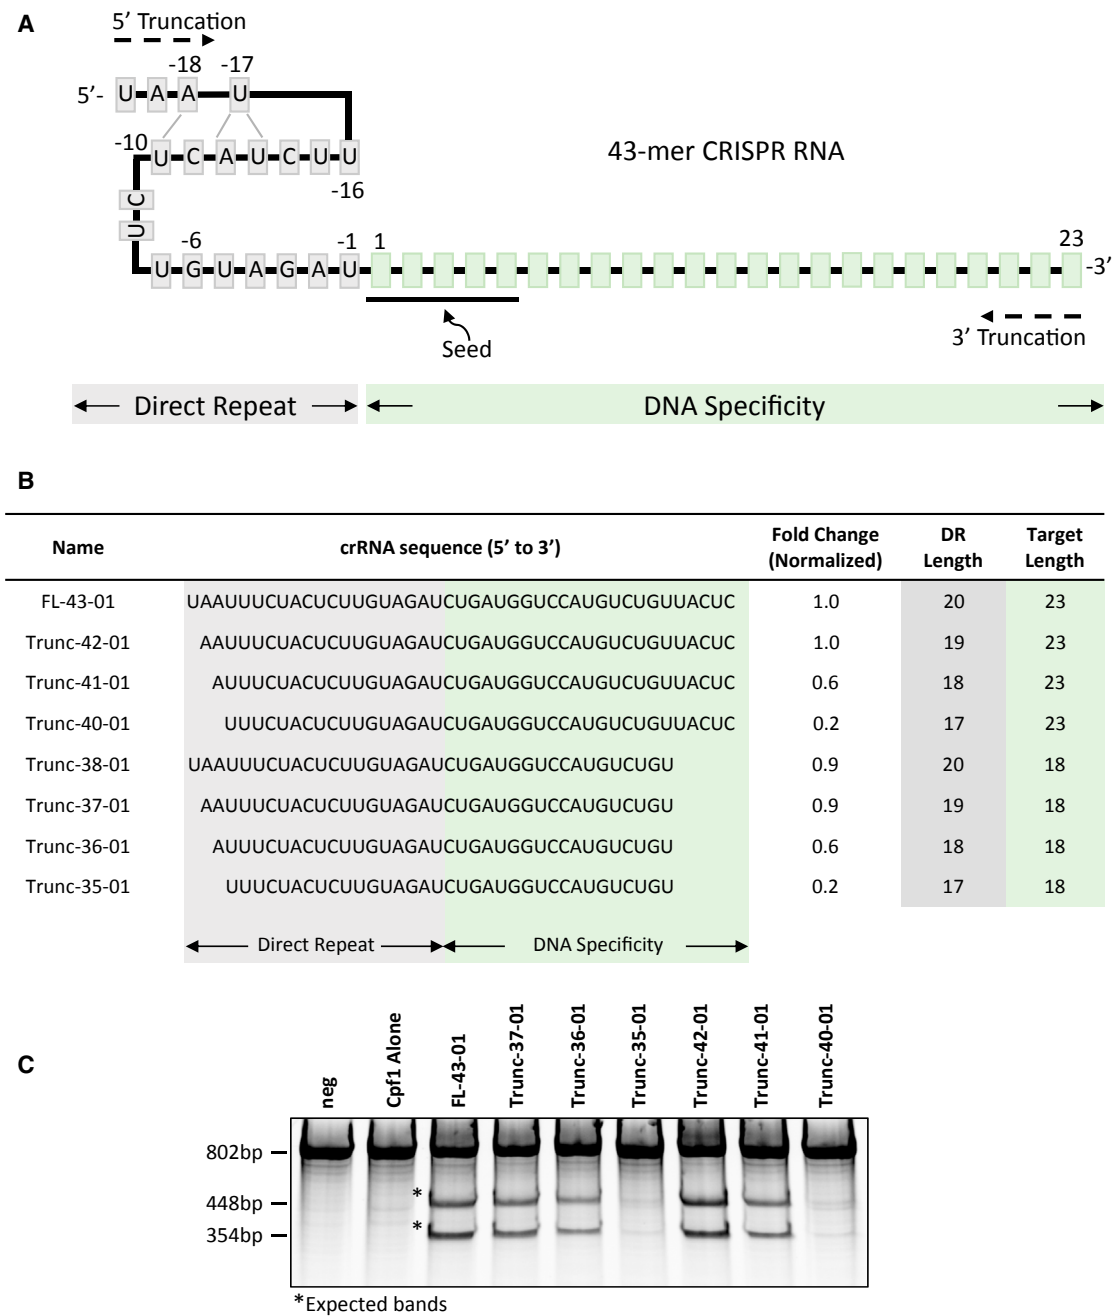 A
5’ Truncation
-18 -17
5’- U A A U
-10 U C A U C U U
-16
43-mer CRISPR RNA
C
U
-6 -1 1 23
U G U A G A U -3’
Seed
3’ Truncation
Direct Repeat DNA Specificity
B
Name crRNA sequence (5’ to 3’) Fold Change (Normalized) DR Length Target Length
FL-43-01 UAAUUUCUACUCUUGUAGAUCUGAUGGUCCAUGUCUGUUACUC 1.0 20 23
Trunc-42-01 AAUUUCUACUCUUGUAGAUCUGAUGGUCCAUGUCUGUUACUC 1.0 19 23
Trunc-41-01 AUUUCUACUCUUGUAGAUCUGAUGGUCCAUGUCUGUUACUC 0.6 18 23
Trunc-40-01 UUUCUACUCUUGUAGAUCUGAUGGUCCAUGUCUGUUACUC 0.2 17 23
Trunc-38-01 UAAUUUCUACUCUUGUAGAUCUGAUGGUCCAUGUCUGU 0.9 20 18
Trunc-37-01 AAUUUCUACUCUUGUAGAUCUGAUGGUCCAUGUCUGU 0.9 19 18
Trunc-36-01 AUUUCUACUCUUGUAGAUCUGAUGGUCCAUGUCUGU 0.6 18 18
Trunc-35-01 UUUCUACUCUUGUAGAUCUGAUGGUCCAUGUCUGU 0.2 17 18
Direct Repeat DNA Specificity
C
neg Cpf1 Alone FL-43-01 Trunc-37-01 Trunc-36-01 Trunc-35-01 Trunc-42-01 Trunc-41-01 Trunc-40-01
802bp
448bp *
354bp *
*Expected bands